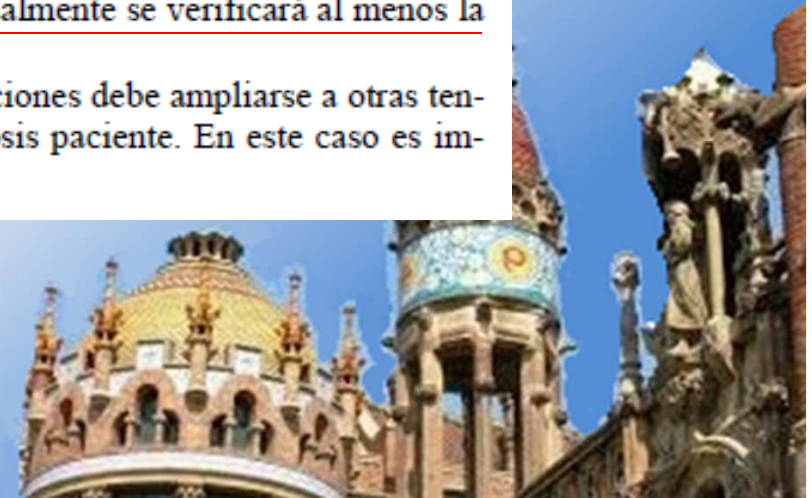 almente se verificará al menos la
ciones debe ampliarse a otras ten-
sis paciente. En este caso es im-